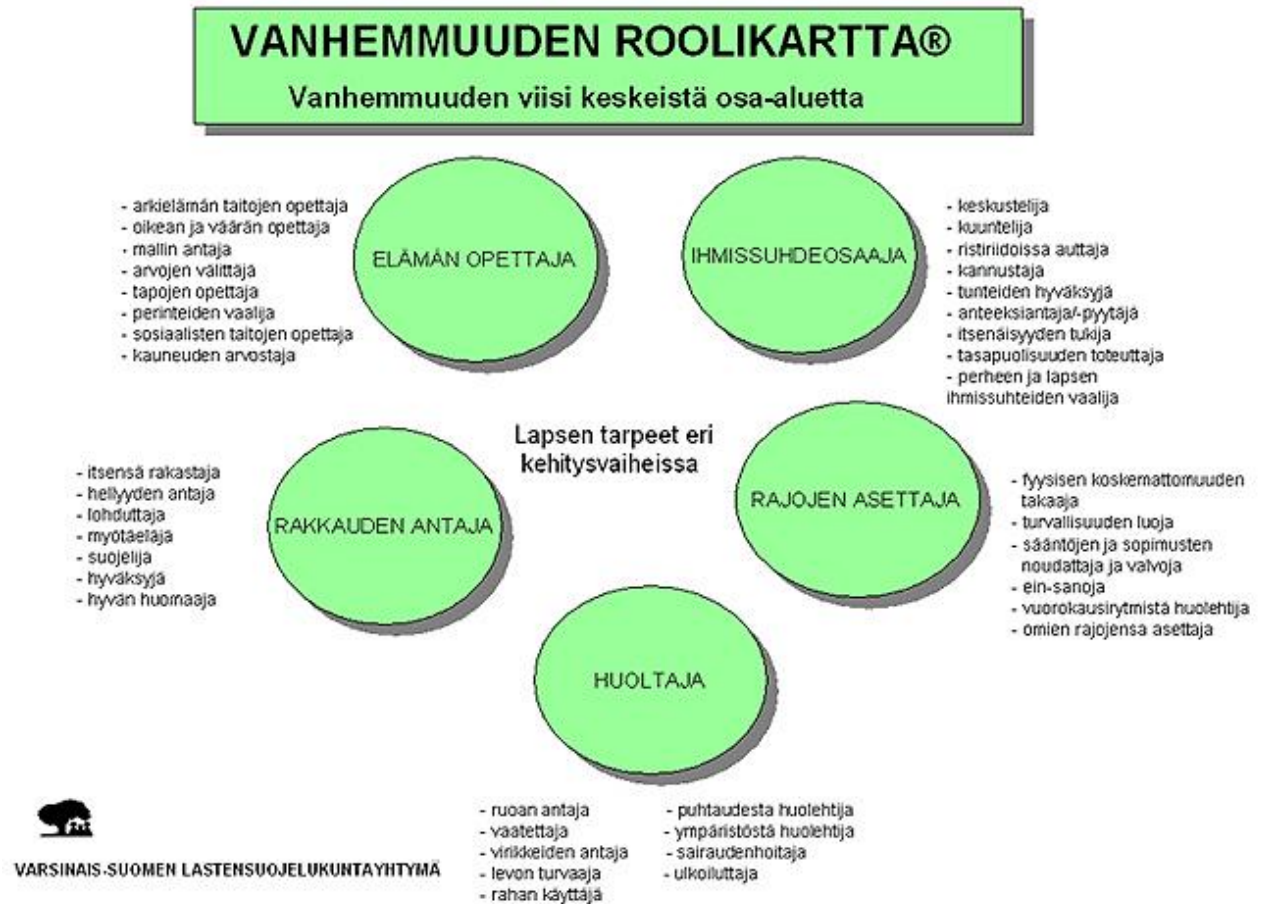 VANHEMMUUDEN ROOLIKARTTA®
Vanhemmuuden viisi keskeistä osa-aluetta
ELÄMÄN OPETTAJA
- arkielämän taitojen opettaja
- oikean ja väärän opettaja
- mallin antaja
- arvojen välittäjä
- tapojen opettaja
- perinteiden vaalija
- sosiaalisten taitojen opettaja
- kauneuden arvostaja
IHMISSUHDEOSAAJA
- keskustelija
- kuuntelija
- ristiriidoissa auttaja
- kannustaja
- tunteiden hyväksyjä
- anteeksiantaja/-pyytäjä
- itsenäisyyden tukija
- tasapuolisuuden toteuttaja
- perheen ja lapsen
ihmissuhteiden vaalija
Lapsen tarpeet eri
kehitysvaiheissa
RAKKAUDEN ANTAJA
- itsensä rakastaja
- hellyyden antaja
- lohduttaja
- myötäeläjä
- suojelija
- hyväksyjä
- hyvän huomaaja
RAJOJEN ASETTAJA
- fyysisen koskemattomuuden
takaaja
- turvallisuuden luoja
- sääntöjen ja sopimusten
noudattaja ja valvoja
- ein-sanoja
- vuorokausirytmistä huolehtija
- omien rajojensa asettaja
HUOLTAJA
- ruoan antaja
- vaatettaja
- virikkeiden antaja
- levon turvaaja
- rahan käyttäjä
- puhtaudesta huolehtija
- ympäristöstä huolehtija
- sairaudenhoitaja
- ulkoiluttaja
VARSINAIS-SUOMEN LASTENSUOJELUKUNTAYHTYMÄ